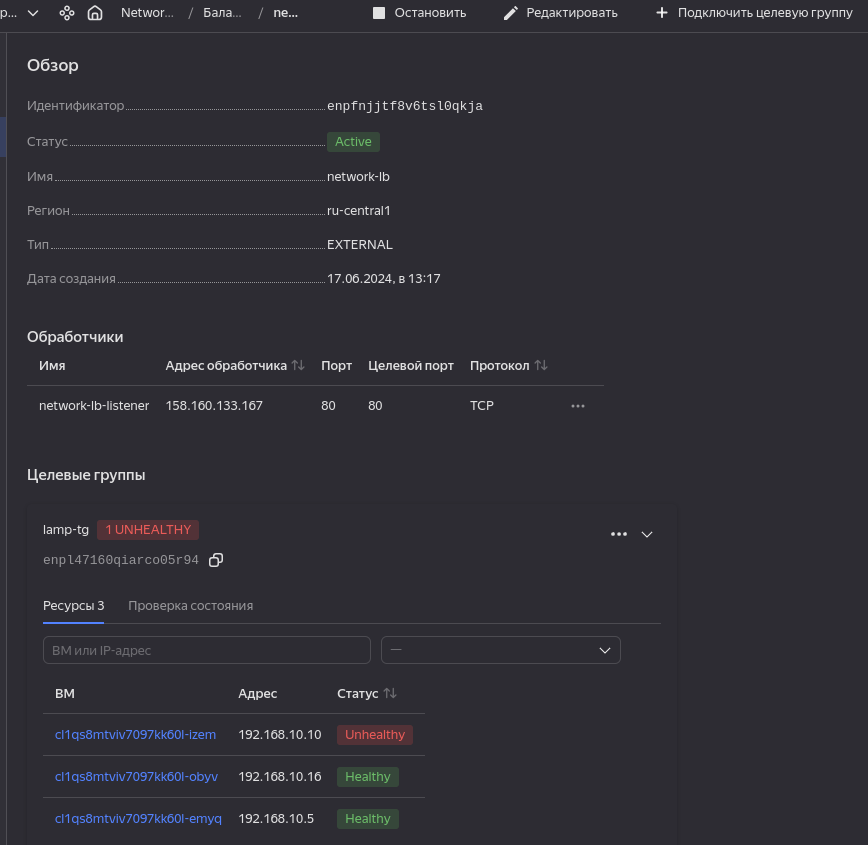 р... Networ... / Бала... / ne... Остановить Редактировать Подключить целевую группу
Обзор
Идентификатор enpfnjjtf8v6tsl0qkja
Статус Active
Имя network-lb
Регион ru-central1
Тип EXTERNAL
Дата создания 17.06.2024, в 13:17
Обработчики
Имя Адрес обработчика Порт Целевой порт Протокол
network-lb-listener 158.160.133.167 80 80 TCP
Целевые группы
lamp-tg 1 UNHEALTHY
enpl47160qiarco05r94
Ресурсы 3 Проверка состояния
ВМ или IP-адрес —
ВМ Адрес Статус
cl1qs8mtviv7097kk60l-izem 192.168.10.10 Unhealthy
cl1qs8mtviv7097kk60l-obyv 192.168.10.16 Healthy
cl1qs8mtviv7097kk60l-emyq 192.168.10.5 Healthy